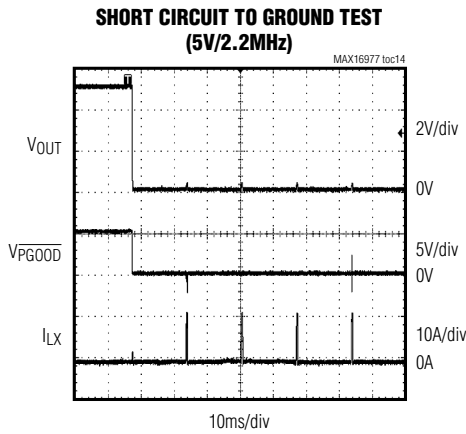 SHORT CIRCUIT TO GROUND TEST
(5V/2.2MHz)
MAX16977 toc14
VOUT
2V/div
0V
VPGOOD
5V/div
0V
ILX
10A/div
0A
10ms/div